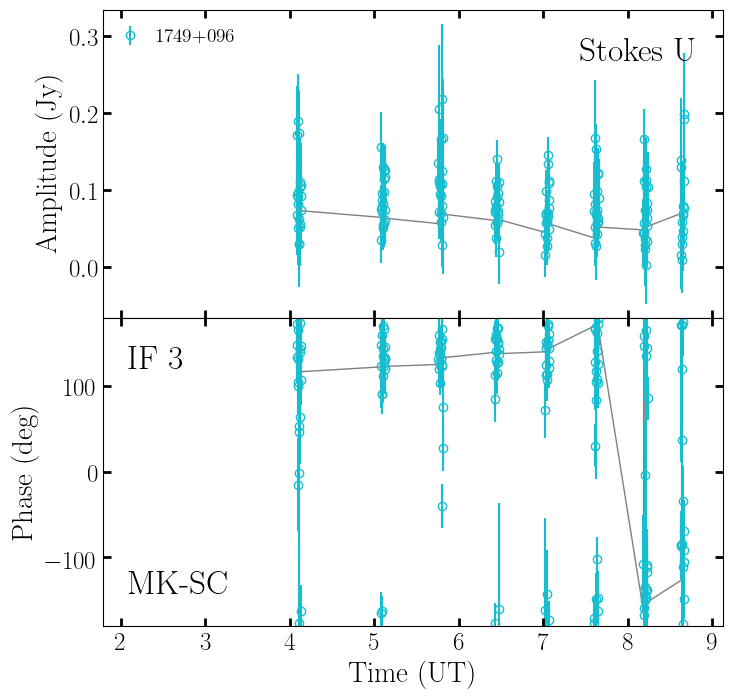 1749+096
Stokes U
0.3
0.2
0.1
0.0
Amplitude (Jy)
IF 3
100
0
−100
Phase (deg)
MK-SC
2 3 4 5 6 7 8 9
Time (UT)